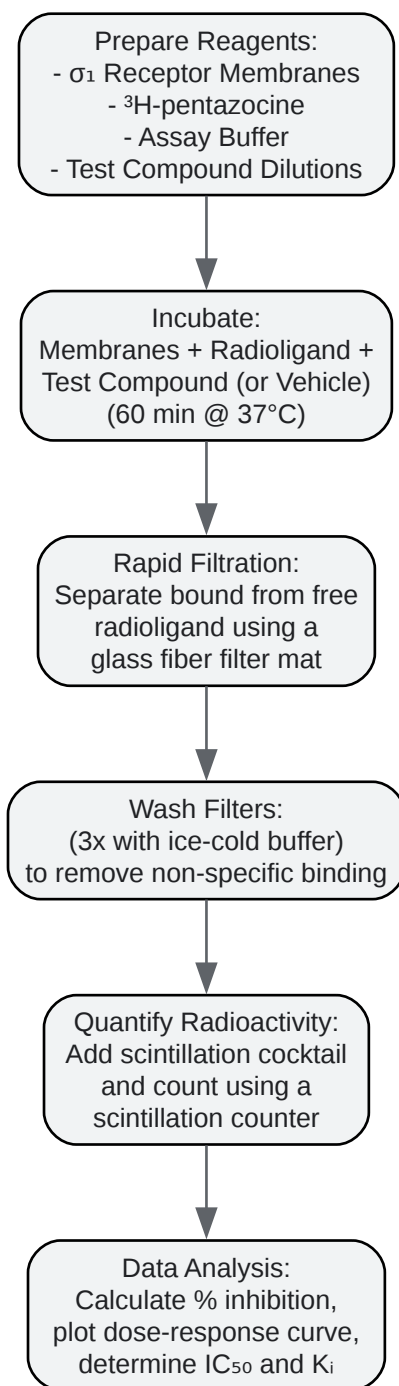 Prepare Reagents:
- σ₁ Receptor Membranes
- ³H-pentazocine
- Assay Buffer
- Test Compound Dilutions
Incubate:
Membranes + Radioligand +
Test Compound (or Vehicle)
(60 min @ 37°C)
Rapid Filtration:
Separate bound from free
radioligand using a
glass fiber filter mat
Wash Filters:
(3x with ice-cold buffer)
to remove non-specific binding
Quantify Radioactivity:
Add scintillation cocktail
and count using a
scintillation counter
Data Analysis:
Calculate % inhibition,
plot dose-response curve,
determine IC₅₀ and Kᵢ